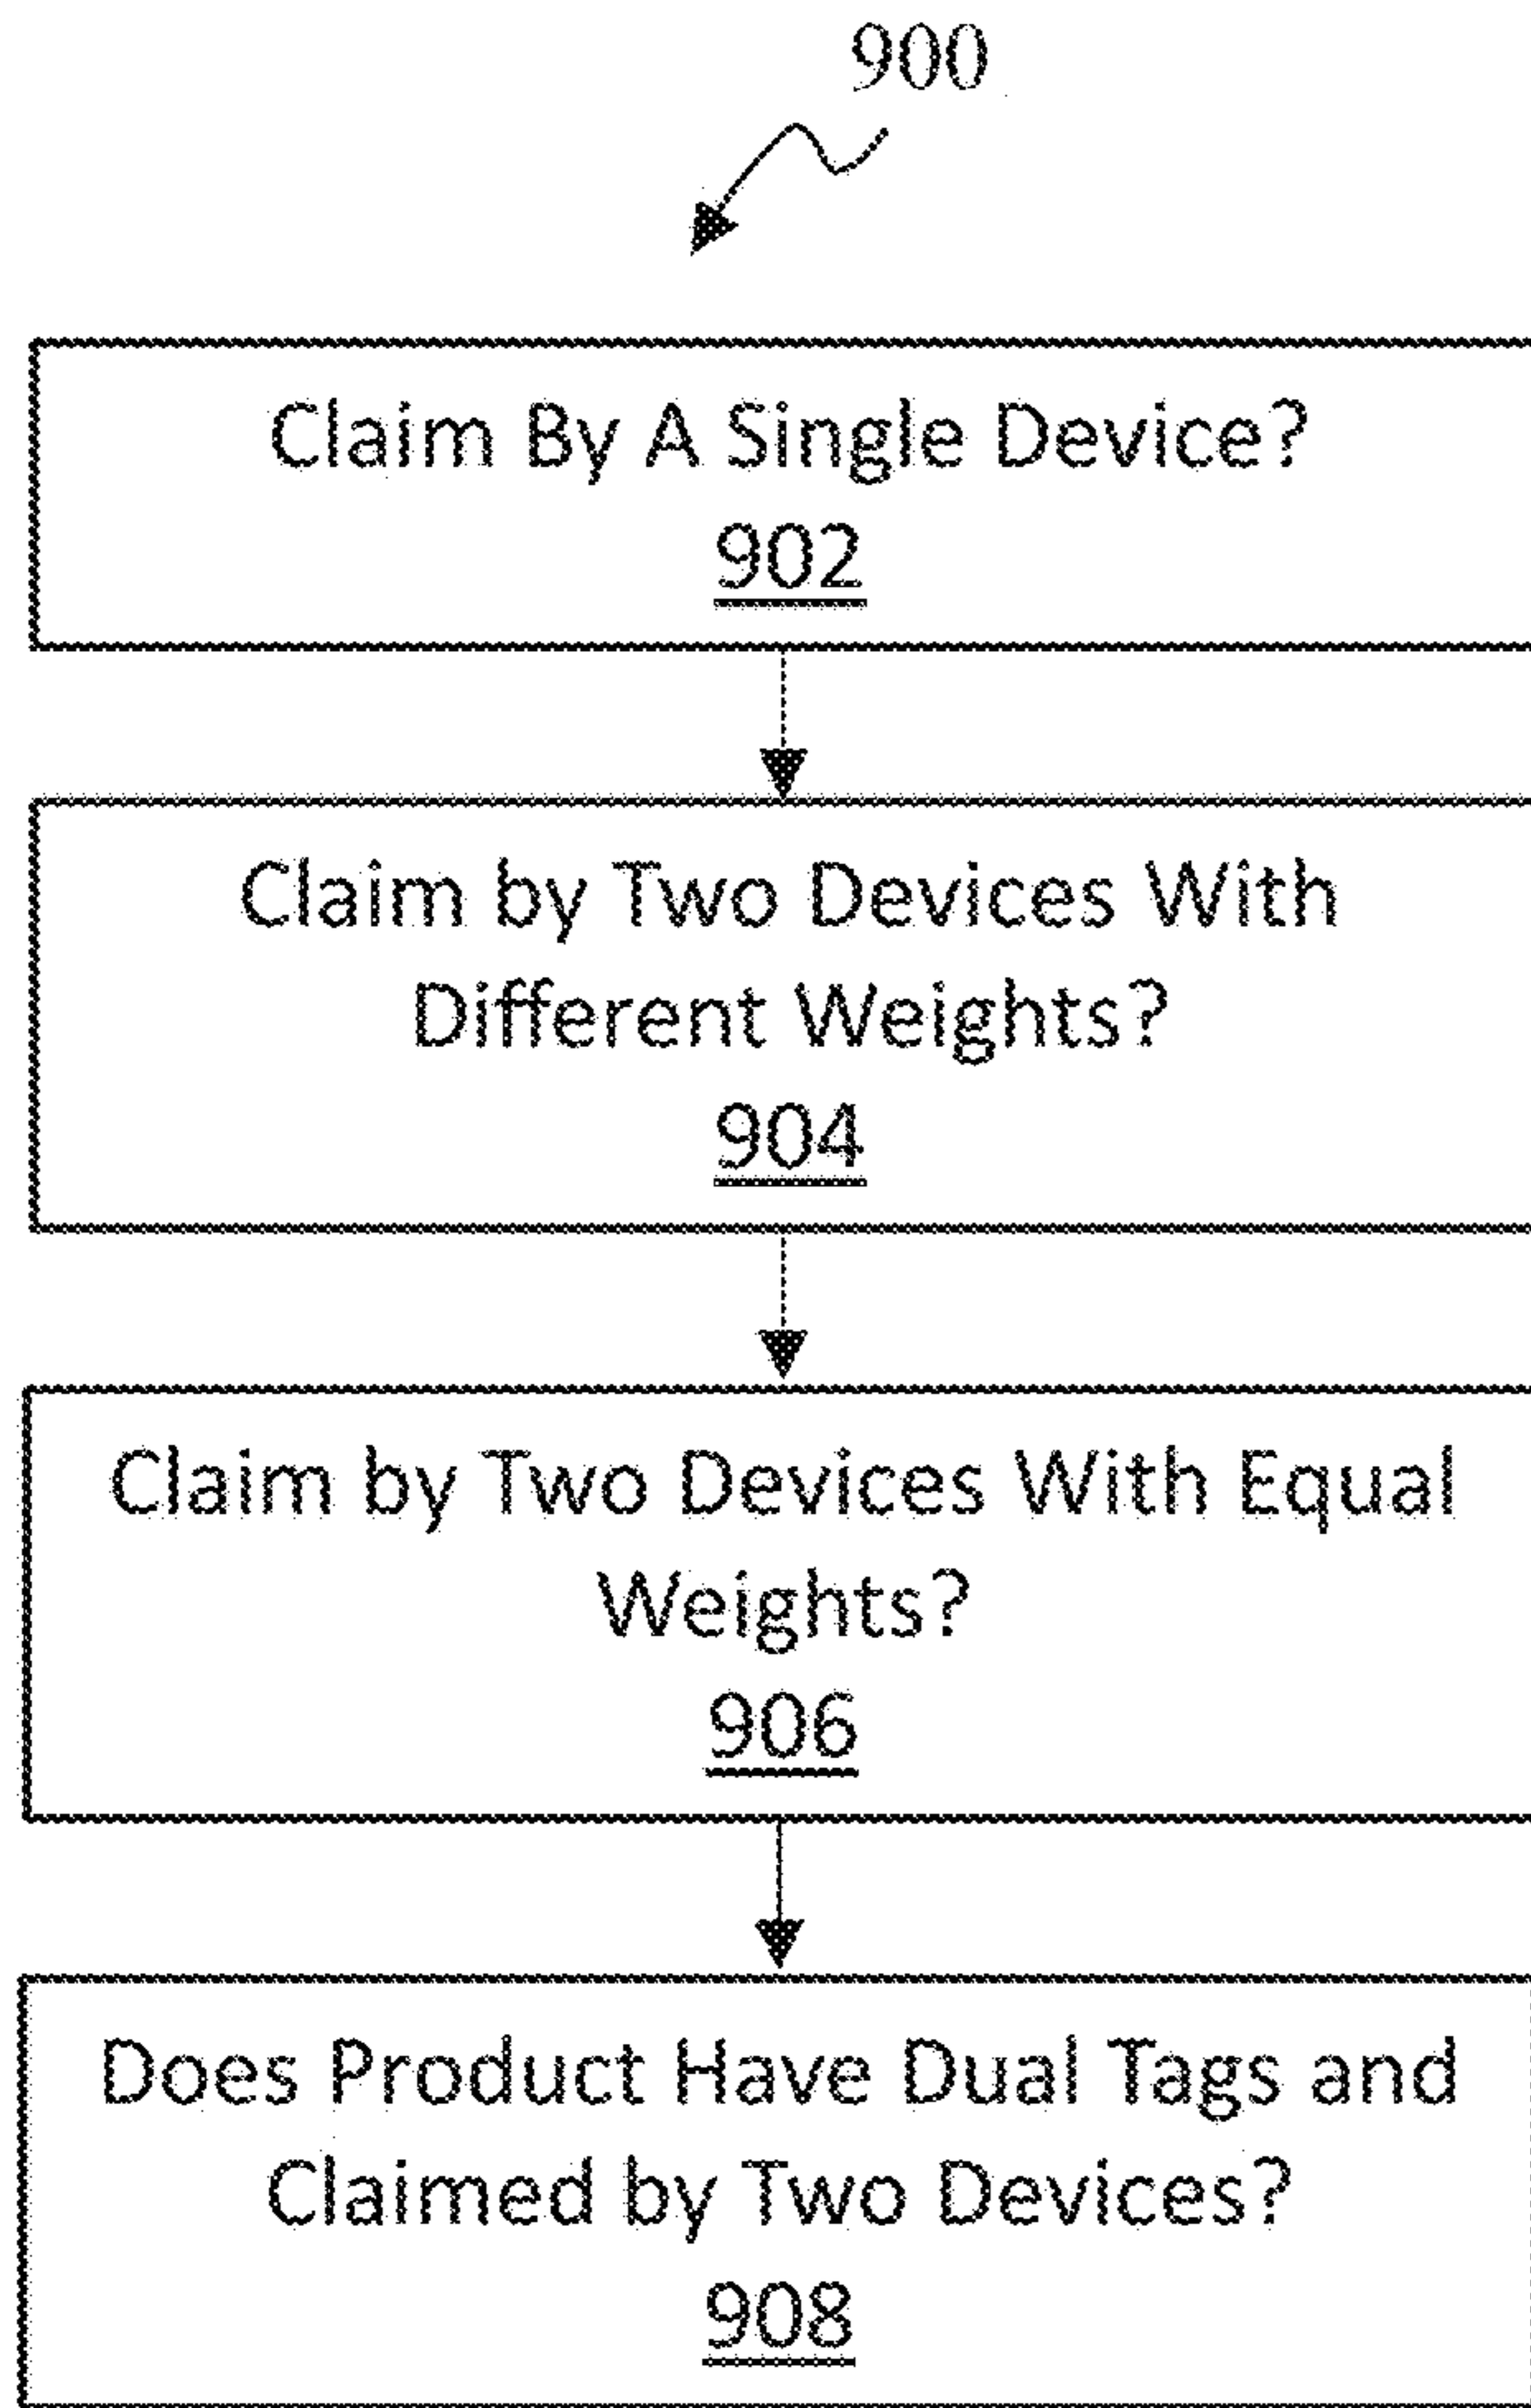 900
Claim By A Single Device?
902
Claim by Two Devices With
Different Weights?
904
Claim by Two Devices With Equal
Weights?
906
Does Product Have Dual Tags and
Claimed by Two Devices?
908